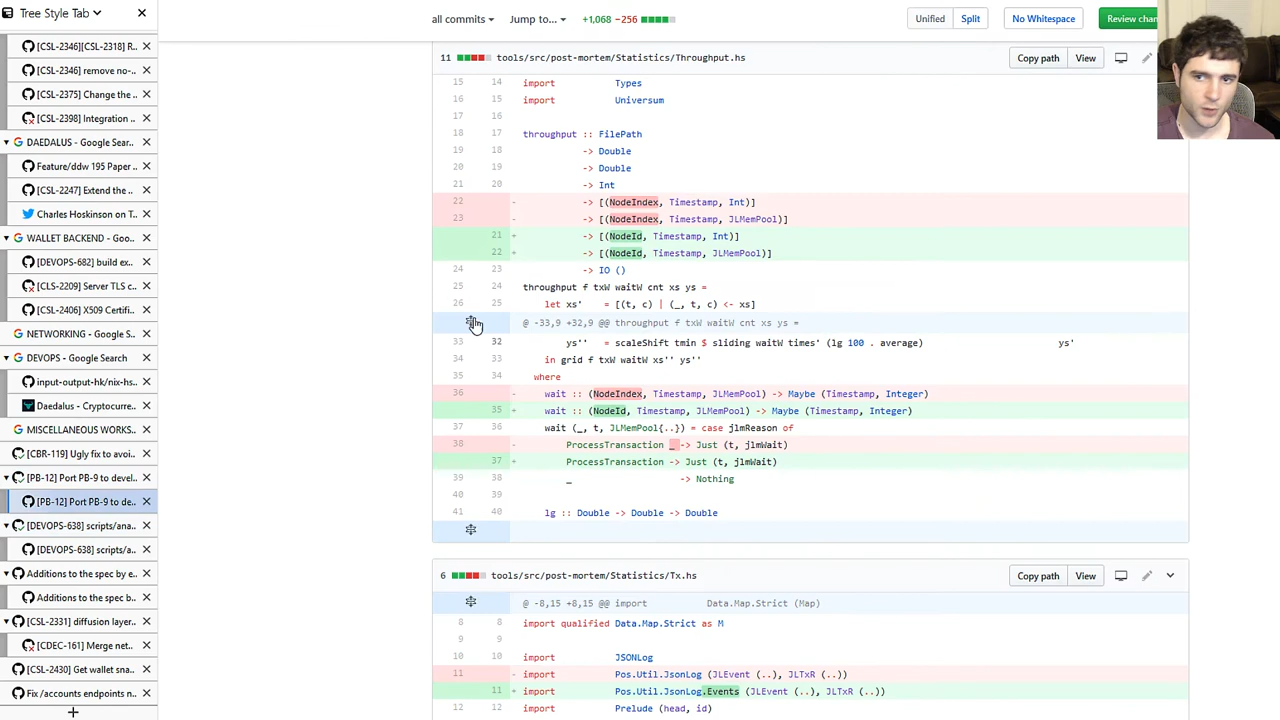 Tree Style Tab
[CSL-2346][CSL-2318] R..
[CSL-2346] remove no-..
[CSL-2375] Change the ..
[CSL-2398] Integration ..
DAEDALUS - Google Sear..
Feature/ddw 195 Paper ..
[CSL-2247] Extend the ..
Charles Hoskinson on T..
WALLET BACKEND - Goo..
[DEVOPS-682] build ex..
[CLS-2209] Server TLS c..
[CSL-2406] X509 Certifi..
NETWORKING - Google S..
DEVOPS - Google Search
input-output-hk/nix-hs..
Daedalus - Cryptocurre..
MISCELLANEOUS WORKS..
[CBR-119] Ugly fix to avoi..
[PB-12] Port PB-9 to devel..
[PB-12] Port PB-9 to de..
[DEVOPS-638] scripts/ana..
[DEVOPS-638] scripts/a..
Additions to the spec by e..
Additions to the spec b..
[CSL-2331] diffusion layer..
[CDEC-161] Merge net..
[CSL-2430] Get wallet sna..
Fix /accounts endpoints n..
all commits Jump to... +1,068 −256 Unified Split No Whitespace Review chan
11 tools/src/post-mortem/Statistics/Throughput.hs Copy path View
15 14 import Types
16 15 import Universum
17 16
18 17 throughput :: FilePath
19 18 -> Double
20 19 -> Double
21 20 -> Int
22 - -> [(NodeIndex, Timestamp, Int)]
23 - -> [(NodeIndex, Timestamp, JLMemPool)]
21 + -> [(NodeId, Timestamp, Int)]
22 + -> [(NodeId, Timestamp, JLMemPool)]
24 23 -> IO ()
25 24 throughput f txW waitW cnt xs ys =
26 25 let xs' = [(t, c) | (_, t, c) <- xs]
@ -33,9 +32,9 @@ throughput f txW waitW cnt xs ys =
33 32 ys'' = scaleShift tmin $ sliding waitW times' (lg 100 . average) ys'
34 33 in grid f txW waitW xs'' ys''
35 34 where
36 - wait :: (NodeIndex, Timestamp, JLMemPool) -> Maybe (Timestamp, Integer)
35 + wait :: (NodeId, Timestamp, JLMemPool) -> Maybe (Timestamp, Integer)
37 36 wait (_, t, JLMemPool{..}) = case jlmReason of
38 - ProcessTransaction _ -> Just (t, jlmWait)
37 + ProcessTransaction -> Just (t, jlmWait)
39 38 _ -> Nothing
40 39
41 40 lg :: Double -> Double -> Double
6 tools/src/post-mortem/Statistics/Tx.hs Copy path View
@ -8,15 +8,15 @@ import Data.Map.Strict (Map)
8 8 import qualified Data.Map.Strict as M
9 9
10 10 import JSONLog
11 - import Pos.Util.JsonLog (JLEvent (..), JLTxR (..))
11 + import Pos.Util.JsonLog.Events (JLEvent (..), JLTxR (..))
12 12 import Prelude (head, id)